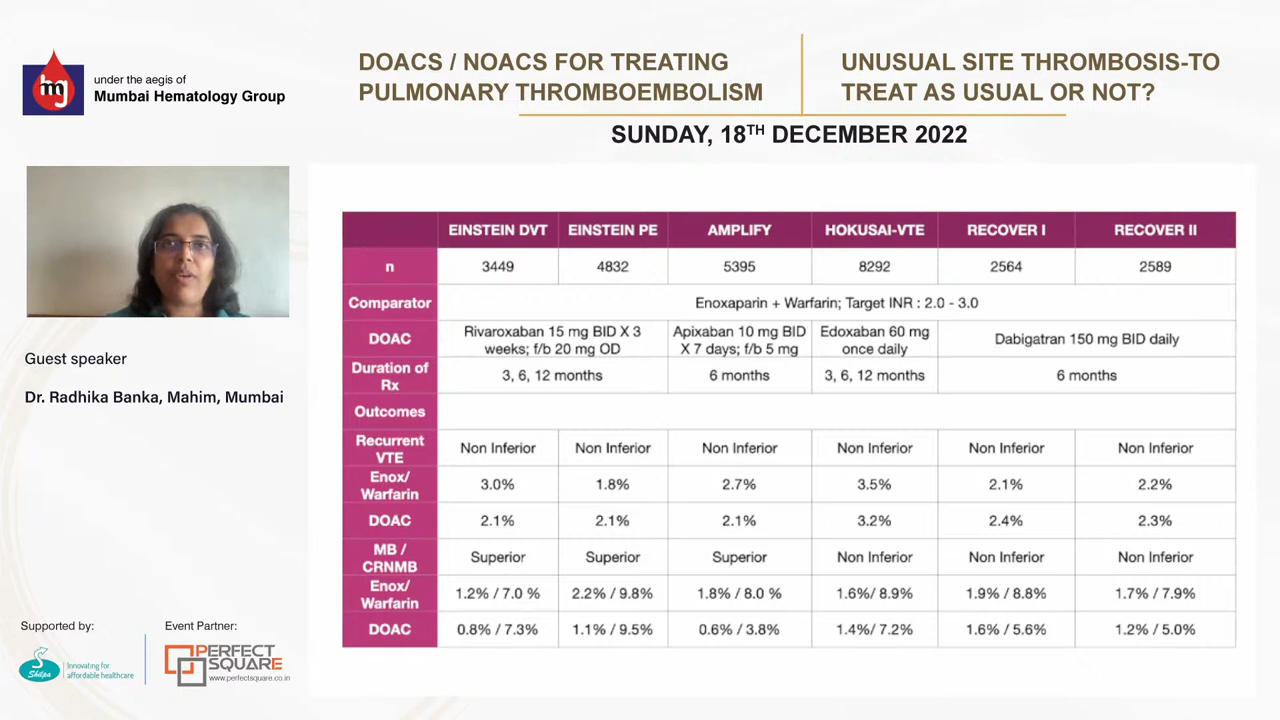 under the aegis of
Mumbai Hematology Group
hg
DOACS / NOACS FOR TREATING
PULMONARY THROMBOEMBOLISM
UNUSUAL SITE THROMBOSIS-TO
TREAT AS USUAL OR NOT?
SUNDAY, 18TH DECEMBER 2022
Guest speaker
Dr. Radhika Banka, Mahim, Mumbai
EINSTEIN DVT EINSTEIN PE AMPLIFY HOKUSAI-VTE RECOVER I RECOVER II
n 3449 4832 5395 8292 2564 2589
Comparator Enoxaparin + Warfarin; Target INR : 2.0 - 3.0
DOAC Rivaroxaban 15 mg BID X 3 Apixaban 10 mg BID Edoxaban 60 mg Dabigatran 150 mg BID daily
weeks; f/b 20 mg OD X 7 days; f/b 5 mg once daily
Duration of 3, 6, 12 months 6 months 3, 6, 12 months 6 months
Rx
Outcomes
Recurrent Non Inferior Non Inferior Non Inferior Non Inferior Non Inferior Non Inferior
VTE
Enox/ 3.0% 1.8% 2.7% 3.5% 2.1% 2.2%
Warfarin
DOAC 2.1% 2.1% 2.1% 3.2% 2.4% 2.3%
MB / Superior Superior Superior Non Inferior Non Inferior Non Inferior
CRNMB
Enox/ 1.2% / 7.0 % 2.2% / 9.8% 1.8% / 8.0 % 1.6%/ 8.9% 1.9% / 8.8% 1.7% / 7.9%
Warfarin
DOAC 0.8% / 7.3% 1.1% / 9.5% 0.6% / 3.8% 1.4%/ 7.2% 1.6% / 5.6% 1.2% / 5.0%
Supported by:
Shilpa
Innovating for
affordable healthcare
Event Partner:
PERFECT
SQUARE
www.perfectsquare.co.in